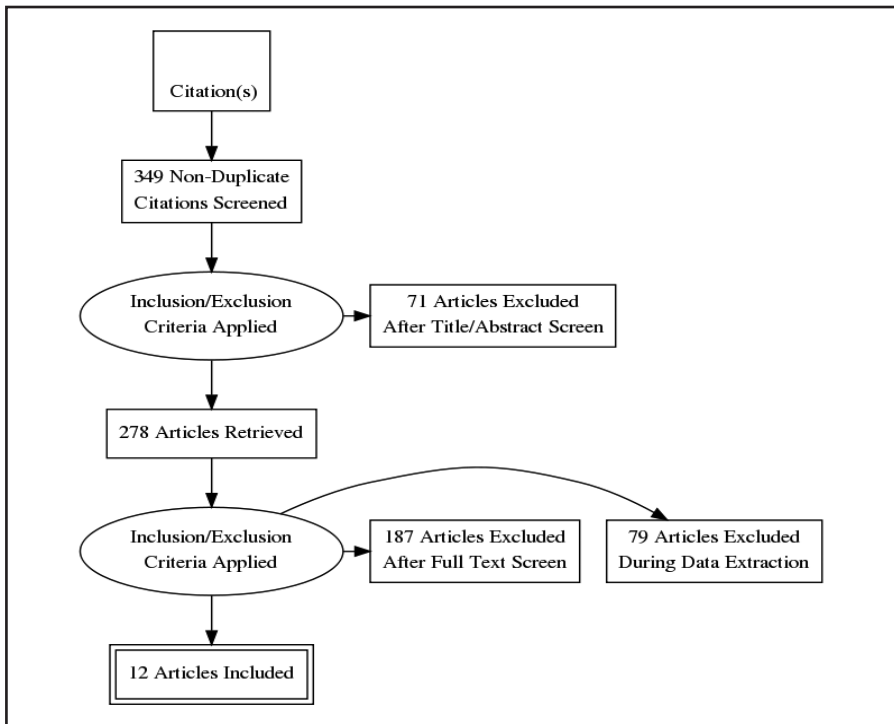 Citation(s)
349 Non-Duplicate
Citations Screened
Inclusion/Exclusion
Criteria Applied
71 Articles Excluded
After Title/Abstract Screen
278 Articles Retrieved
Inclusion/Exclusion
Criteria Applied
187 Articles Excluded
After Full Text Screen
79 Articles Excluded
During Data Extraction
12 Articles Included